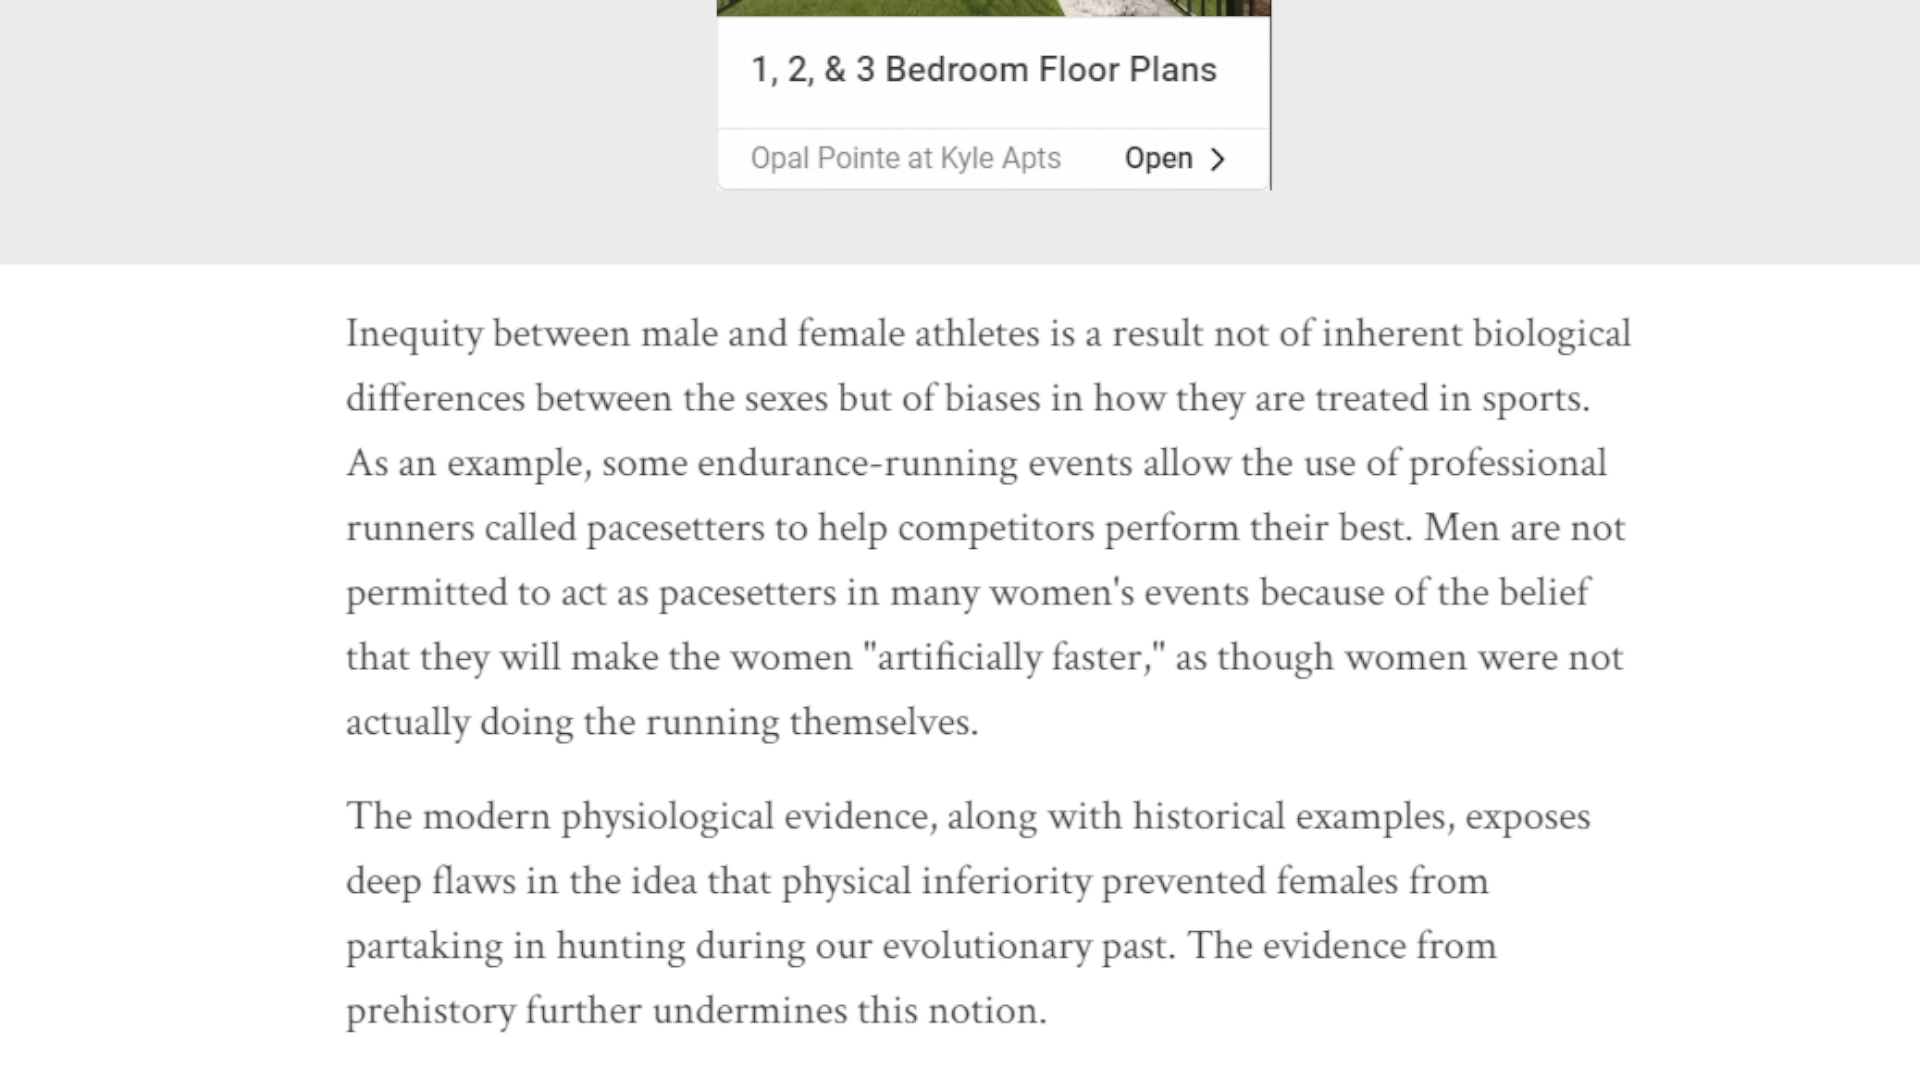 1, 2, & 3 Bedroom Floor Plans
Opal Pointe at Kyle Apts
Open
Inequity between male and female athletes is a result not of inherent biological
differences between the sexes but of biases in how they are treated in sports.
As an example, some endurance-running events allow the use of professional
runners called pacesetters to help competitors perform their best. Men are not
permitted to act as pacesetters in many women's events because of the belief
that they will make the women "artificially faster," as though women were not
actually doing the running themselves.
The modern physiological evidence, along with historical examples, exposes
deep flaws in the idea that physical inferiority prevented females from
partaking in hunting during our evolutionary past. The evidence from
prehistory further undermines this notion.